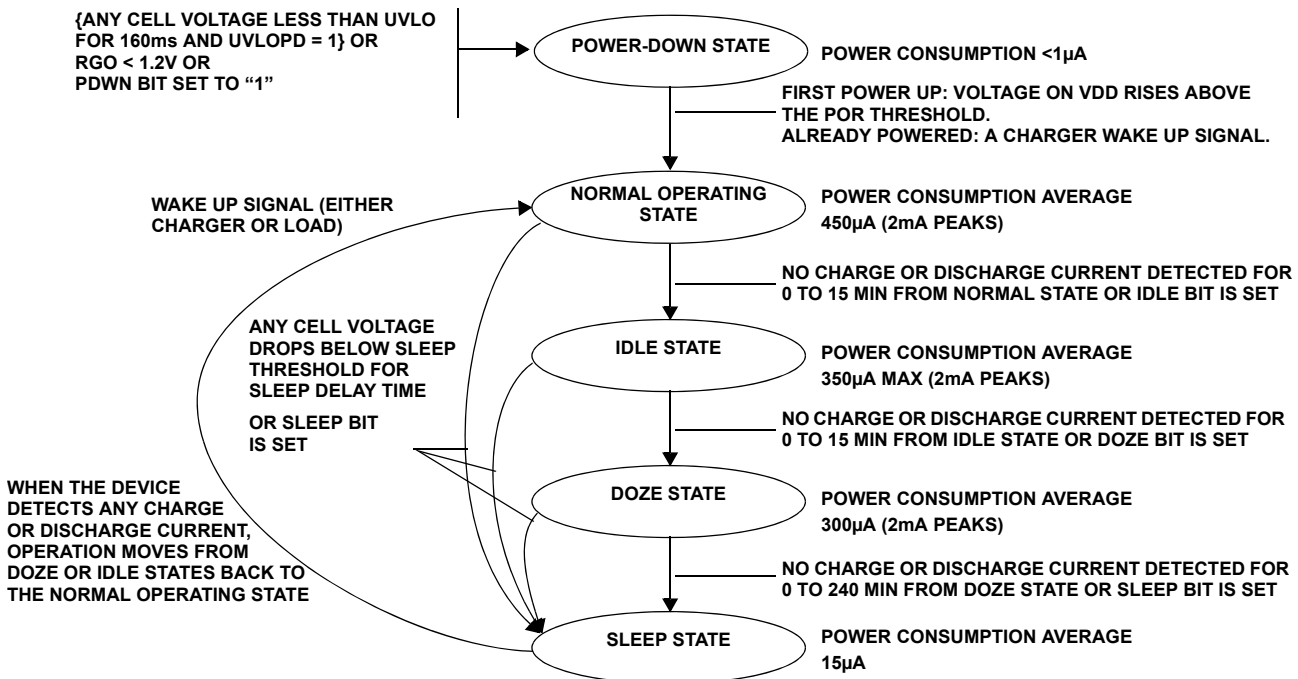 {ANY CELL VOLTAGE LESS THAN UVLO
FOR 160ms AND UVLOPD = 1} OR
RGO < 1.2V OR
PDWN BIT SET TO “1”
POWER-DOWN STATE
POWER CONSUMPTION <1µA
FIRST POWER UP: VOLTAGE ON VDD RISES ABOVE
THE POR THRESHOLD.
ALREADY POWERED: A CHARGER WAKE UP SIGNAL.
WAKE UP SIGNAL (EITHER
CHARGER OR LOAD)
NORMAL OPERATING
STATE
POWER CONSUMPTION AVERAGE
450µA (2mA PEAKS)
NO CHARGE OR DISCHARGE CURRENT DETECTED FOR
0 TO 15 MIN FROM NORMAL STATE OR IDLE BIT IS SET
ANY CELL VOLTAGE
DROPS BELOW SLEEP
THRESHOLD FOR
SLEEP DELAY TIME
OR SLEEP BIT
IS SET
IDLE STATE
POWER CONSUMPTION AVERAGE
350µA MAX (2mA PEAKS)
NO CHARGE OR DISCHARGE CURRENT DETECTED FOR
0 TO 15 MIN FROM IDLE STATE OR DOZE BIT IS SET
WHEN THE DEVICE
DETECTS ANY CHARGE
OR DISCHARGE CURRENT,
OPERATION MOVES FROM
DOZE OR IDLE STATES BACK TO
THE NORMAL OPERATING STATE
DOZE STATE
POWER CONSUMPTION AVERAGE
300µA (2mA PEAKS)
NO CHARGE OR DISCHARGE CURRENT DETECTED FOR
0 TO 240 MIN FROM DOZE STATE OR SLEEP BIT IS SET
SLEEP STATE
POWER CONSUMPTION AVERAGE
15µA